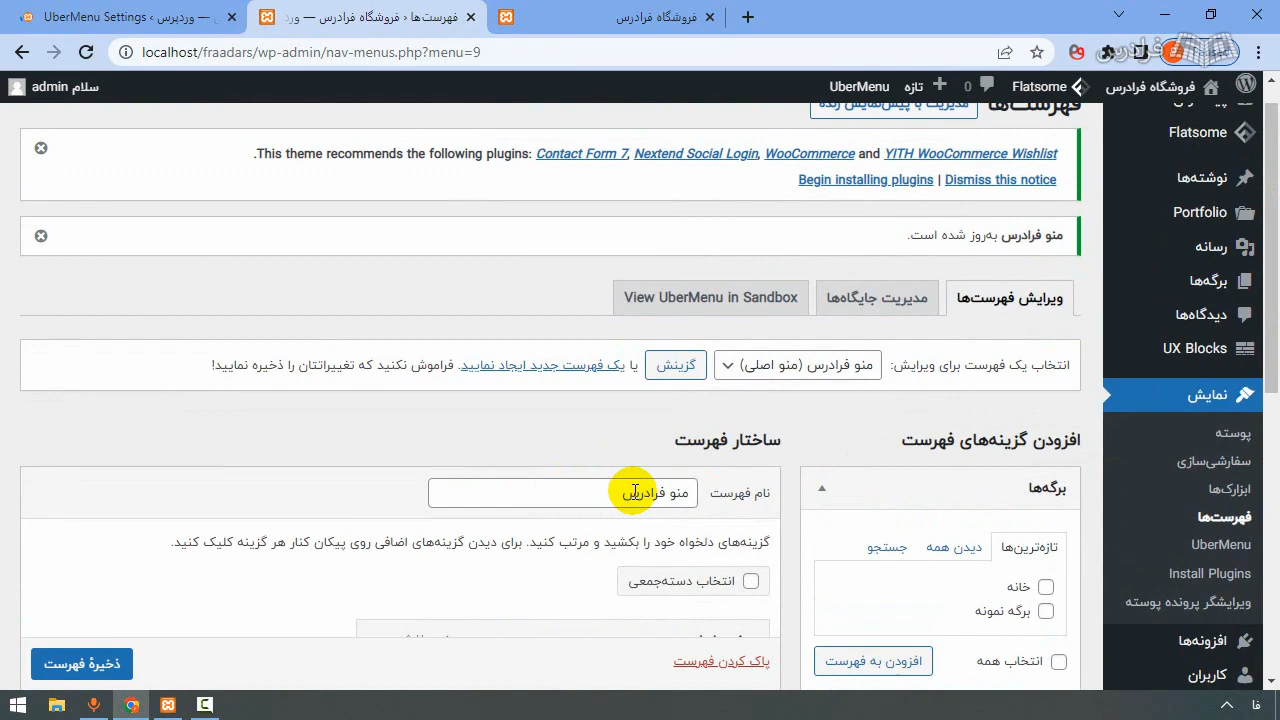 UberMenu Settings — وردپرس
فهرست‌ها ‹ فروشگاه فرادرس — ورد
فروشگاه فرادرس
localhost/fraadars/wp-admin/nav-menus.php?menu=9
فرادرس
سلام admin
UberMenu
تازه
0
Flatsome
فروشگاه فرادرس
فهرست‌ها
مدیریت با پیش‌نمایش زنده
This theme recommends the following plugins: Contact Form 7, Nextend Social Login, WooCommerce and YITH WooCommerce Wishlist.
Begin installing plugins | Dismiss this notice
منو فرادرس به‌روز شده است.
ویرایش فهرست‌ها
مدیریت جایگاه‌ها
View UberMenu in Sandbox
انتخاب یک فهرست برای ویرایش: منو فرادرس (منو اصلی) گزینش یا یک فهرست جدید ایجاد نمایید. فراموش نکنید که تغییراتتان را ذخیره نمایید!
افزودن گزینه‌های فهرست
برگه‌ها
تازه‌ترین‌ها
دیدن همه
جستجو
خانه
برگه نمونه
انتخاب همه
افزودن به فهرست
ساختار فهرست
نام فهرست منو فرادرس
گزینه‌های دلخواه خود را بکشید و مرتب کنید. برای دیدن گزینه‌های اضافی روی پیکان کنار هر گزینه کلیک کنید.
انتخاب دسته‌جمعی
پاک کردن فهرست
ذخیرهٔ فهرست
Flatsome
نوشته‌ها
Portfolio
رسانه
برگه‌ها
دیدگاه‌ها
UX Blocks
نمایش
پوسته
سفارشی‌سازی
ابزارک‌ها
فهرست‌ها
UberMenu
Install Plugins
ویرایشگر پرونده پوسته
افزونه‌ها
کاربران
فا